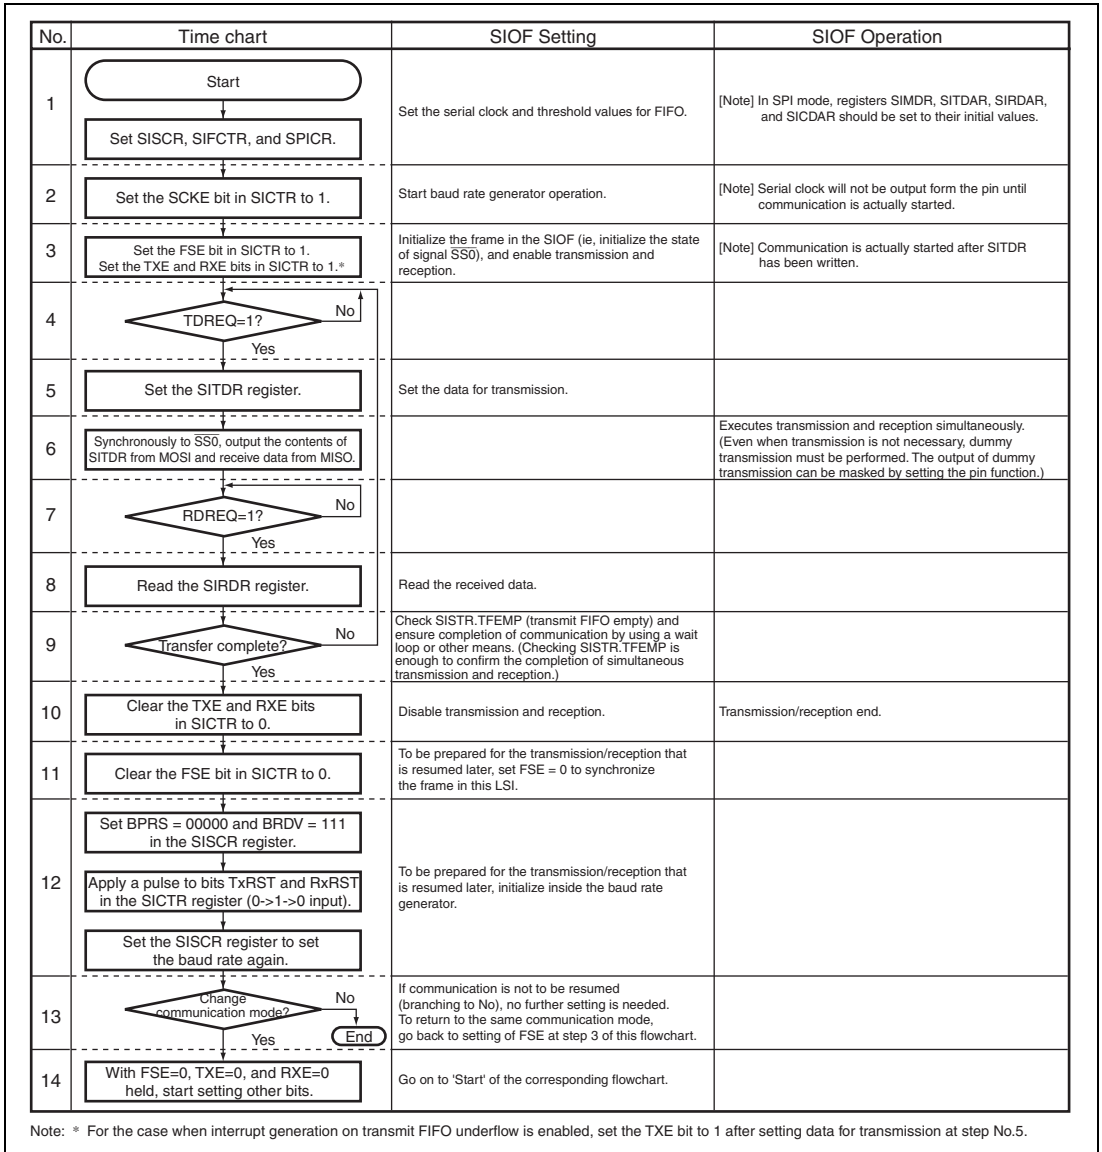 No. Time chart SIOF Setting SIOF Operation
1
Start
Set SISCR, SIFCTR, and SPICR.
Set the serial clock and threshold values for FIFO.
[Note] In SPI mode, registers SIMDR, SITDAR, SIRDAR,
and SICDAR should be set to their initial values.
2
Set the SCKE bit in SICTR to 1.
Start baud rate generator operation.
[Note] Serial clock will not be output form the pin until
communication is actually started.
3
Set the FSE bit in SICTR to 1.
Set the TXE and RXE bits in SICTR to 1.*
Initialize the frame in the SIOF (ie, initialize the state
of signal SS0), and enable transmission and
reception.
[Note] Communication is actually started after SITDR
has been written.
4
TDREQ=1?
No
Yes
5
Set the SITDR register.
Set the data for transmission.
6
Synchronously to SS0, output the contents of
SITDR from MOSI and receive data from MISO.
Executes transmission and reception simultaneously.
(Even when transmission is not necessary, dummy
transmission must be performed. The output of dummy
transmission can be masked by setting the pin function.)
7
RDREQ=1?
No
Yes
8
Read the SIRDR register.
Read the received data.
9
Transfer complete?
No
Yes
Check SISTR.TFEMP (transmit FIFO empty) and
ensure completion of communication by using a wait
loop or other means. (Checking SISTR.TFEMP is
enough to confirm the completion of simultaneous
transmission and reception.)
10
Clear the TXE and RXE bits
in SICTR to 0.
Disable transmission and reception.
Transmission/reception end.
11
Clear the FSE bit in SICTR to 0.
To be prepared for the transmission/reception that
is resumed later, set FSE = 0 to synchronize
the frame in this LSI.
12
Set BPRS = 00000 and BRDV = 111
in the SISCR register.
Apply a pulse to bits TxRST and RxRST
in the SICTR register (0->1->0 input).
Set the SISCR register to set
the baud rate again.
To be prepared for the transmission/reception that
is resumed later, initialize inside the baud rate
generator.
13
Change
communication mode?
No
End
Yes
If communication is not to be resumed
(branching to No), no further setting is needed.
To return to the same communication mode,
go back to setting of FSE at step 3 of this flowchart.
14
With FSE=0, TXE=0, and RXE=0
held, start setting other bits.
Go on to 'Start' of the corresponding flowchart.
Note: * For the case when interrupt generation on transmit FIFO underflow is enabled, set the TXE bit to 1 after setting data for transmission at step No.5.